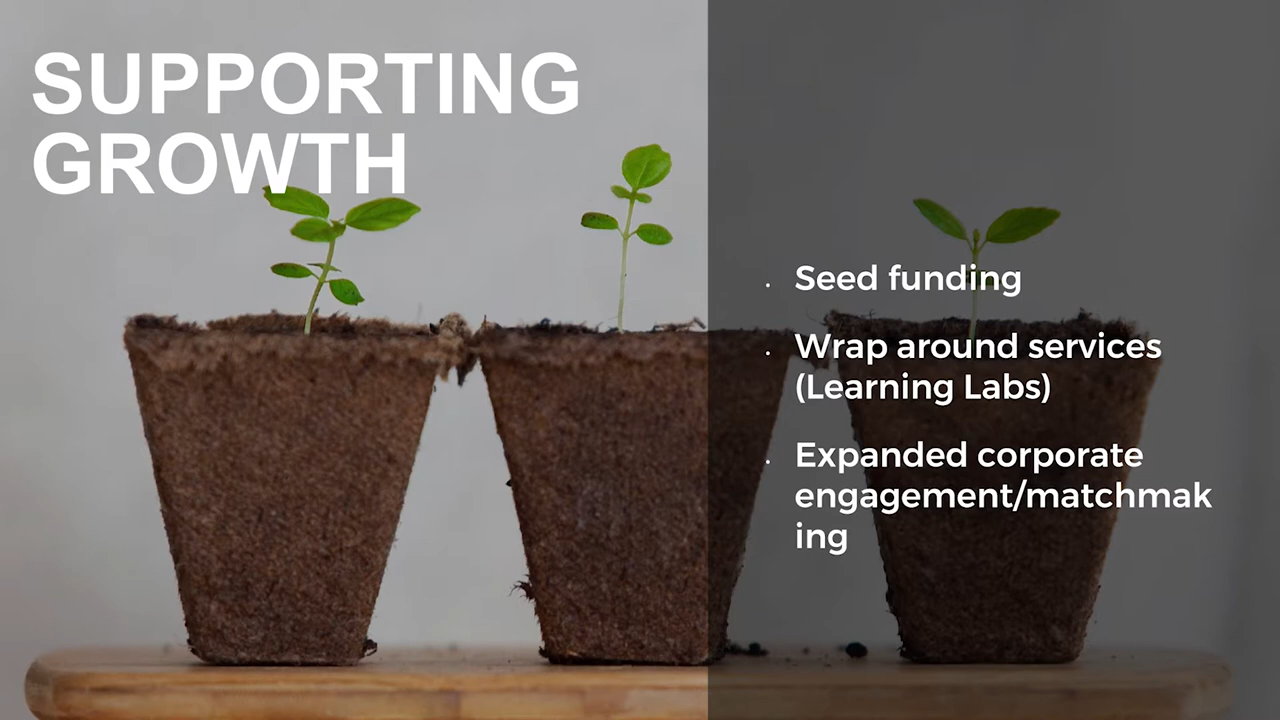 SUPPORTING
GROWTH
. Seed funding
. Wrap around services
(Learning Labs)
. Expanded corporate
engagement/matchmak
ing